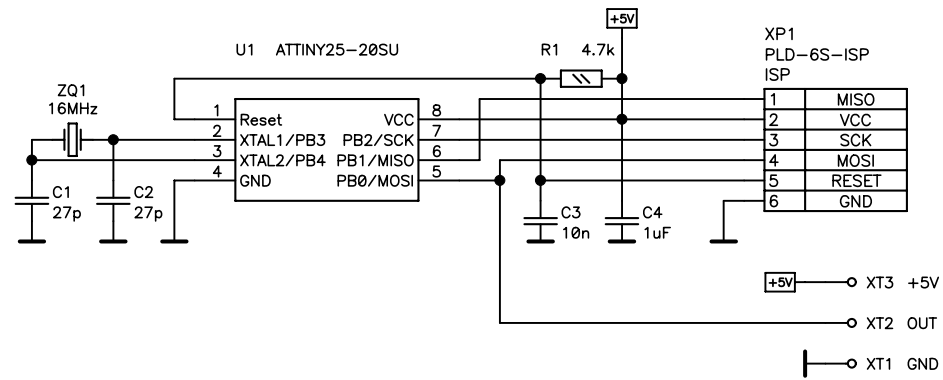 +5V
U1 ATTINY25-20SU
R1 4.7k
XP1
PLD-6S-ISP
ISP
ZQ1
16MHz
1 Reset
2 XTAL1/PB3
3 XTAL2/PB4
4 GND
VCC 8
PB2/SCK 7
PB1/MISO 6
PB0/MOSI 5
1 MISO
2 VCC
3 SCK
4 MOSI
5 RESET
6 GND
C1
27p
C2
27p
C3
10n
C4
1uF
+5V XT3 +5V
XT2 OUT
XT1 GND